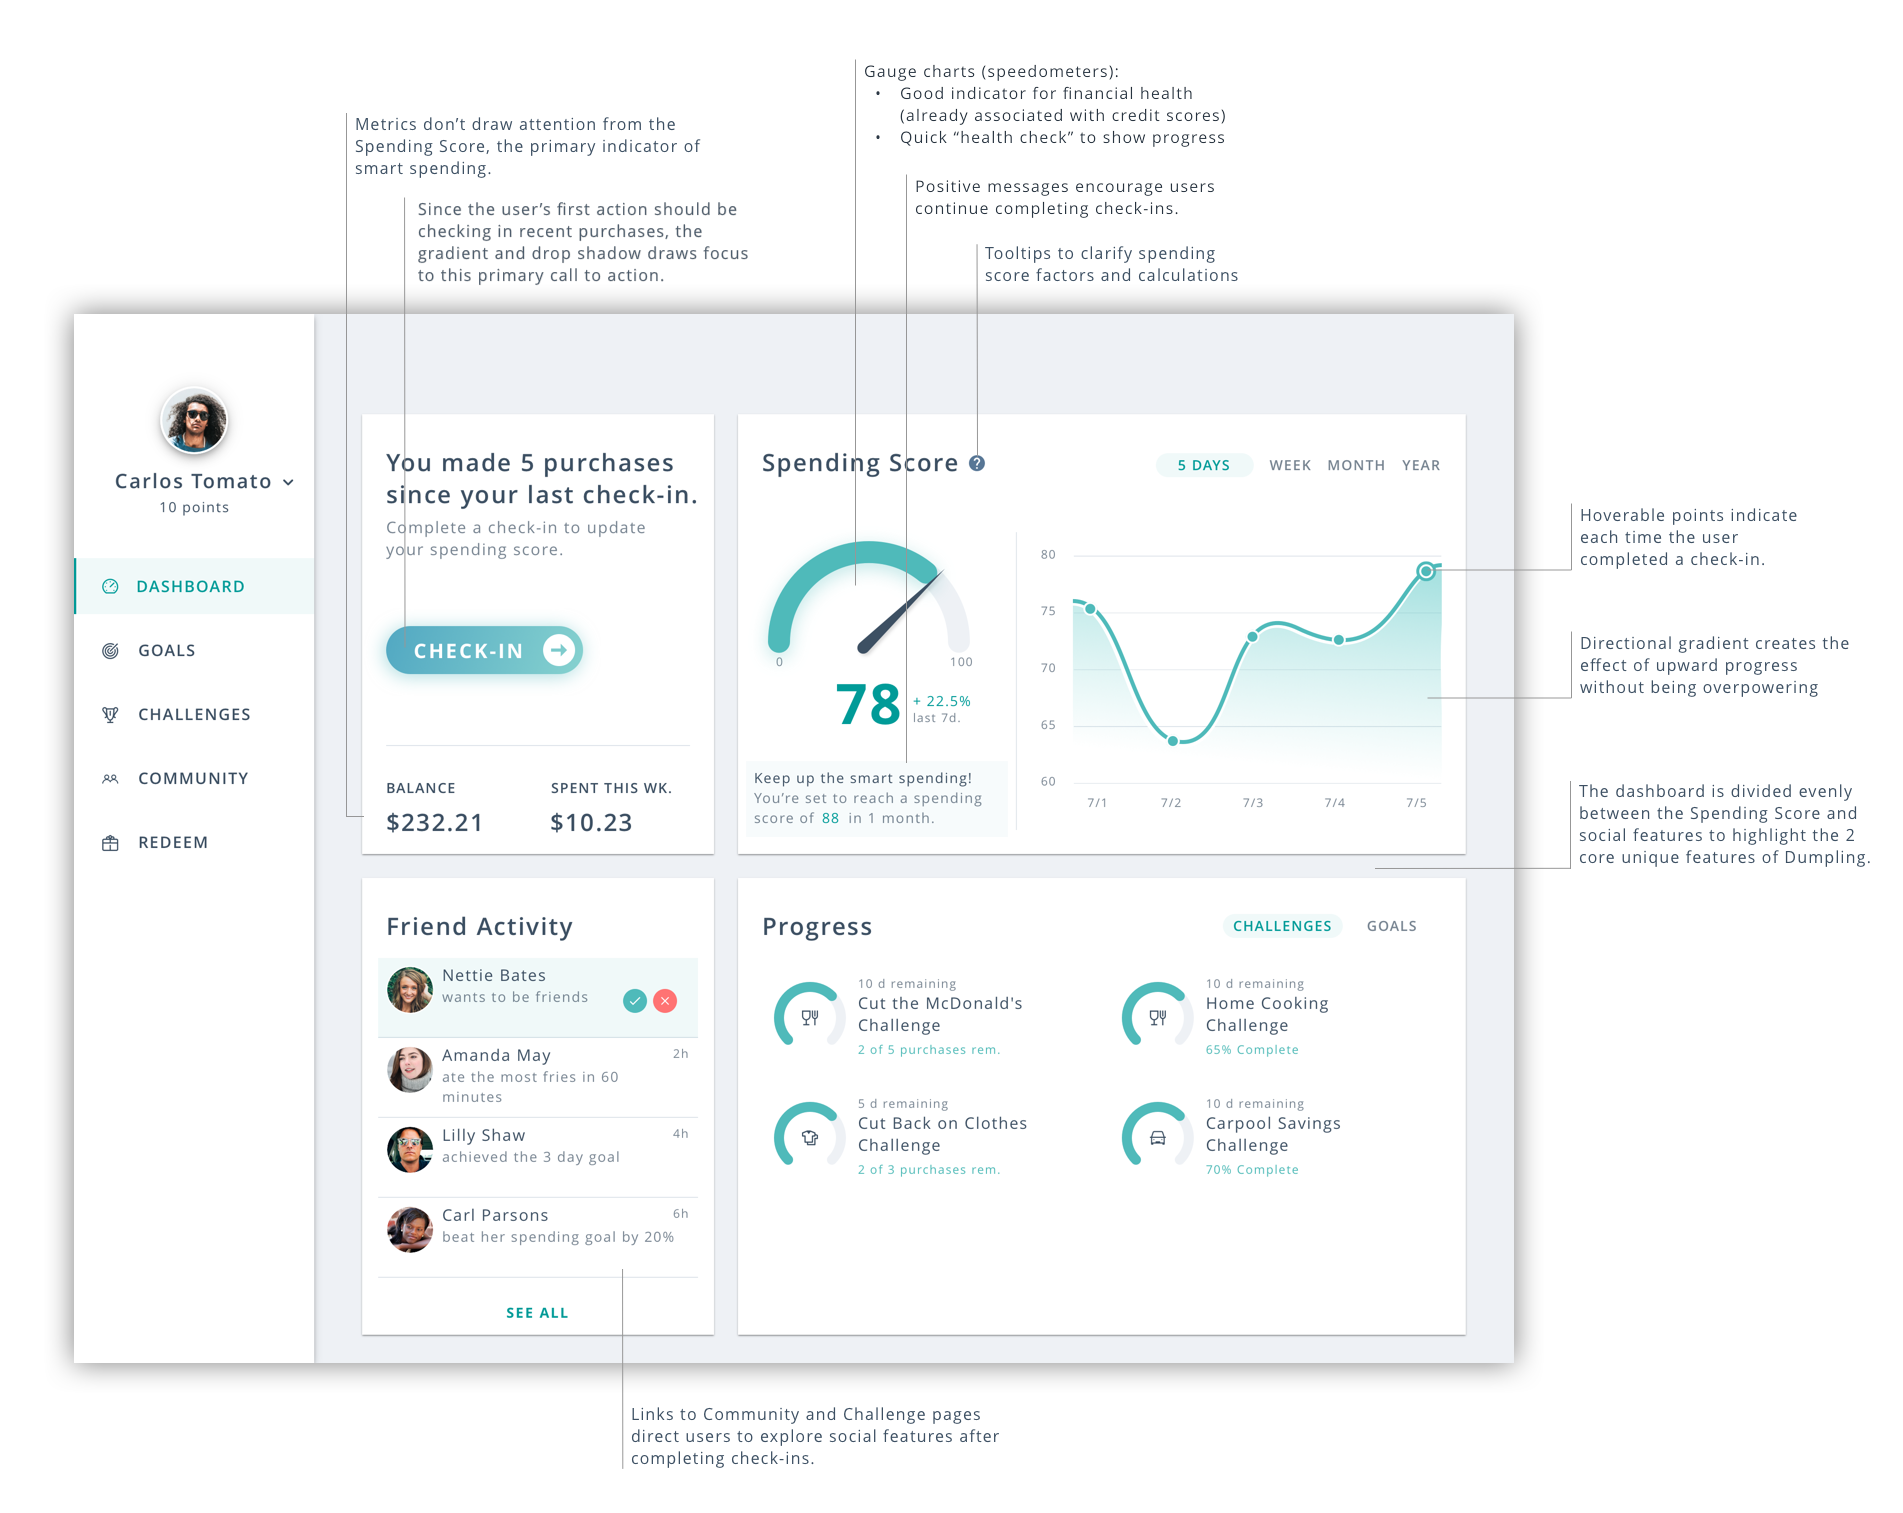 Gauge charts (speedometers):
• Good indicator for financial health
(already associated with credit scores)
• Quick “health check” to show progress
Metrics don’t draw attention from the
Spending Score, the primary indicator of
smart spending.
Positive messages encourage users
continue completing check-ins.
Since the user’s first action should be
checking in recent purchases, the
gradient and drop shadow draws focus
to this primary call to action.
Tooltips to clarify spending
score factors and calculations
Carlos Tomato
10 points
DASHBOARD
GOALS
CHALLENGES
COMMUNITY
REDEEM
You made 5 purchases
since your last check-in.
Complete a check-in to update
your spending score.
CHECK-IN
BALANCE
$232.21
SPENT THIS WK.
$10.23
Spending Score ?
5 DAYS WEEK MONTH YEAR
0
100
78
+ 22.5%
last 7d.
Keep up the smart spending!
You’re set to reach a spending
score of 88 in 1 month.
80
75
70
65
60
7/1 7/2 7/3 7/4 7/5
Hoverable points indicate
each time the user
completed a check-in.
Directional gradient creates the
effect of upward progress
without being overpowering
The dashboard is divided evenly
between the Spending Score and
social features to highlight the 2
core unique features of Dumpling.
Friend Activity
Nettie Bates
wants to be friends
Amanda May
2h
ate the most fries in 60
minutes
Lilly Shaw
4h
achieved the 3 day goal
Carl Parsons
6h
beat her spending goal by 20%
SEE ALL
Progress
CHALLENGES GOALS
10 d remaining
Cut the McDonald's
Challenge
2 of 5 purchases rem.
10 d remaining
Home Cooking
Challenge
65% Complete
5 d remaining
Cut Back on Clothes
Challenge
2 of 3 purchases rem.
10 d remaining
Carpool Savings
Challenge
70% Complete
Links to Community and Challenge pages
direct users to explore social features after
completing check-ins.